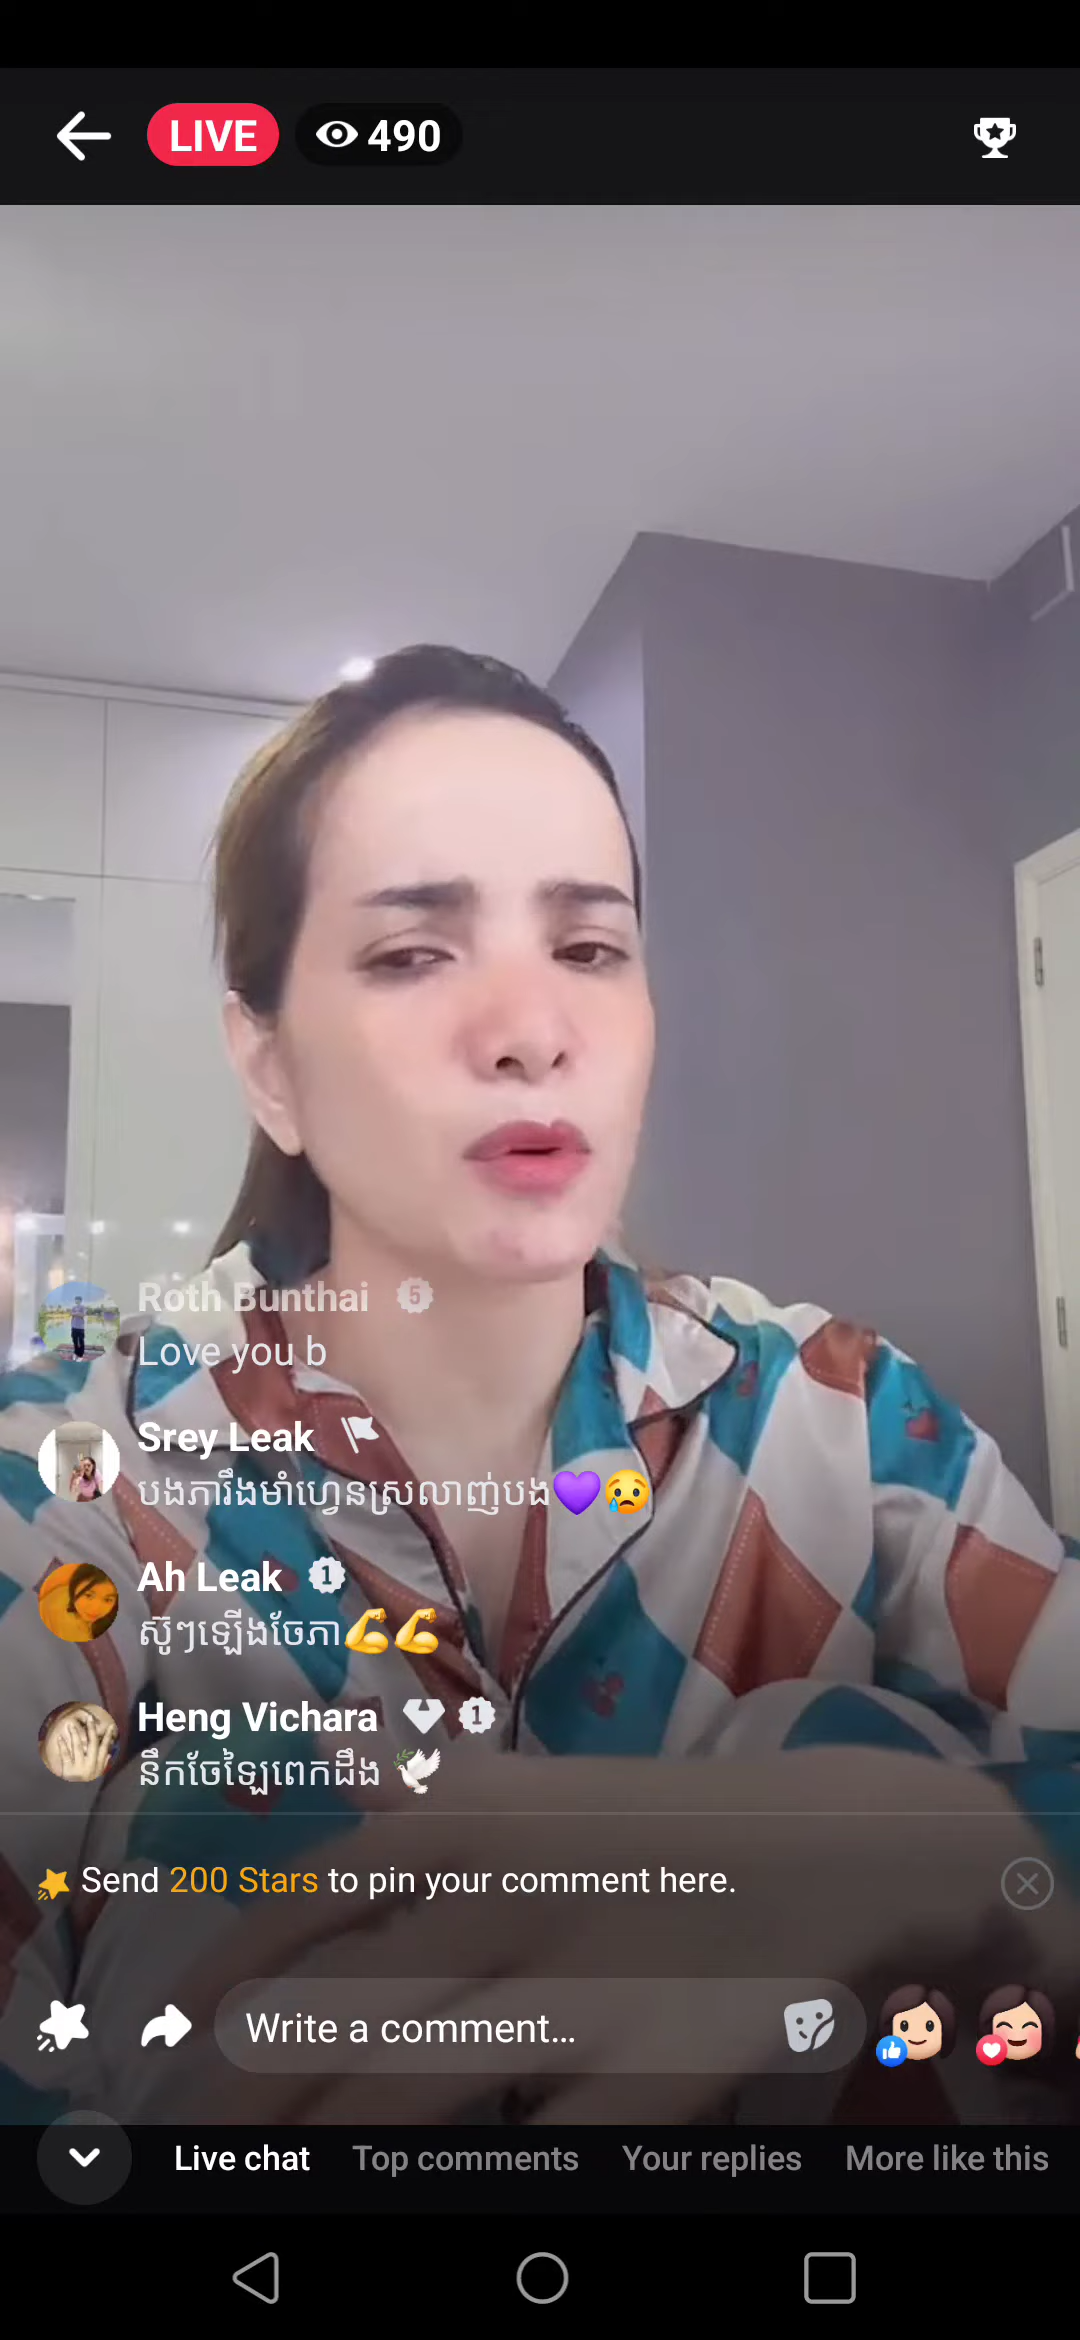 LIVE 490
Roth Bunthai 5
Love you b
Srey Leak
បងភារឹងមាំហ្វេនស្រលាញ់បង💜😢
Ah Leak 1
ស៊ូៗឡើងចែភា💪💪
Heng Vichara 1
នឹកចែឡៃពេកដឹង 🕊️
Send 200 Stars to pin your comment here.
Write a comment...
Live chat Top comments Your replies More like this